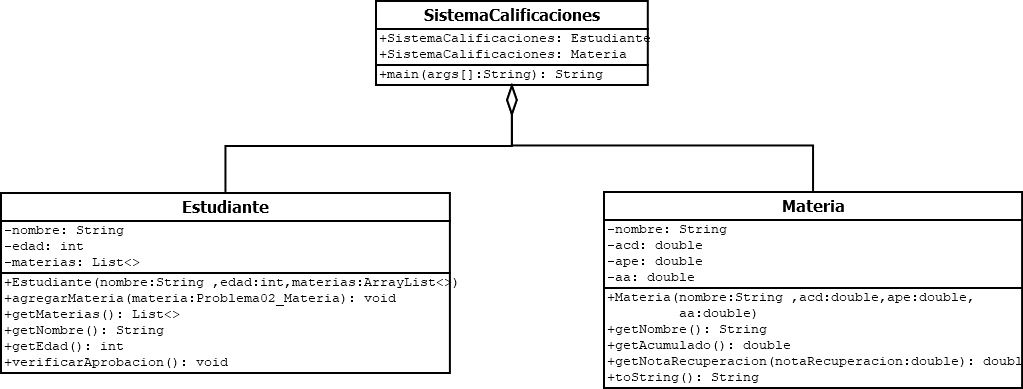 SistemaCalificaciones
+SistemaCalificaciones: Estudiante
+SistemaCalificaciones: Materia
+main(args[]:String): String
Estudiante
-nombre: String
-edad: int
-materias: List<>
+Estudiante(nombre:String ,edad:int,materias:ArrayList<>)
+agregarMateria(materia:Problema02_Materia): void
+getMaterias(): List<>
+getNombre(): String
+getEdad(): int
+verificarAprobacion(): void
Materia
-nombre: String
-acd: double
-ape: double
-aa: double
+Materia(nombre:String ,acd:double,ape:double,
aa:double)
+getNombre(): String
+getAcumulado(): double
+getNotaRecuperacion(notaRecuperacion:double): doubl
+toString(): String